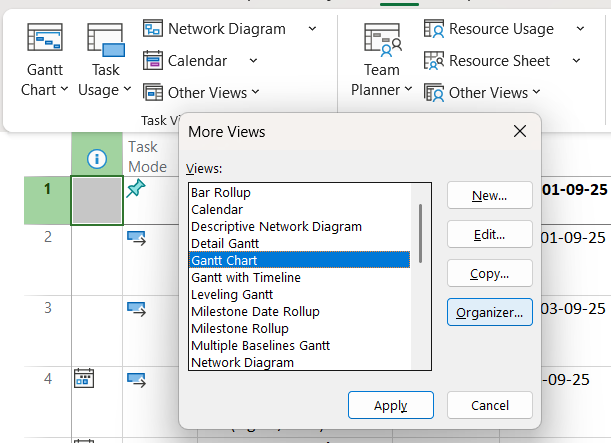 Network Diagram
Resource Usage
Gantt Chart
Task Usage
Calendar
Team Planner
Resource Sheet
Other Views
Other Views
More Views
Task
Mode
Views:
Bar Rollup
Calendar
Descriptive Network Diagram
Detail Gantt
Gantt Chart
Gantt with Timeline
Leveling Gantt
Milestone Date Rollup
Milestone Rollup
Multiple Baselines Gantt
Network Diagram
New...
Edit...
Copy...
Organizer...
Apply
Cancel
1
01-09-25
2
01-09-25
3
03-09-25
4
-09-25